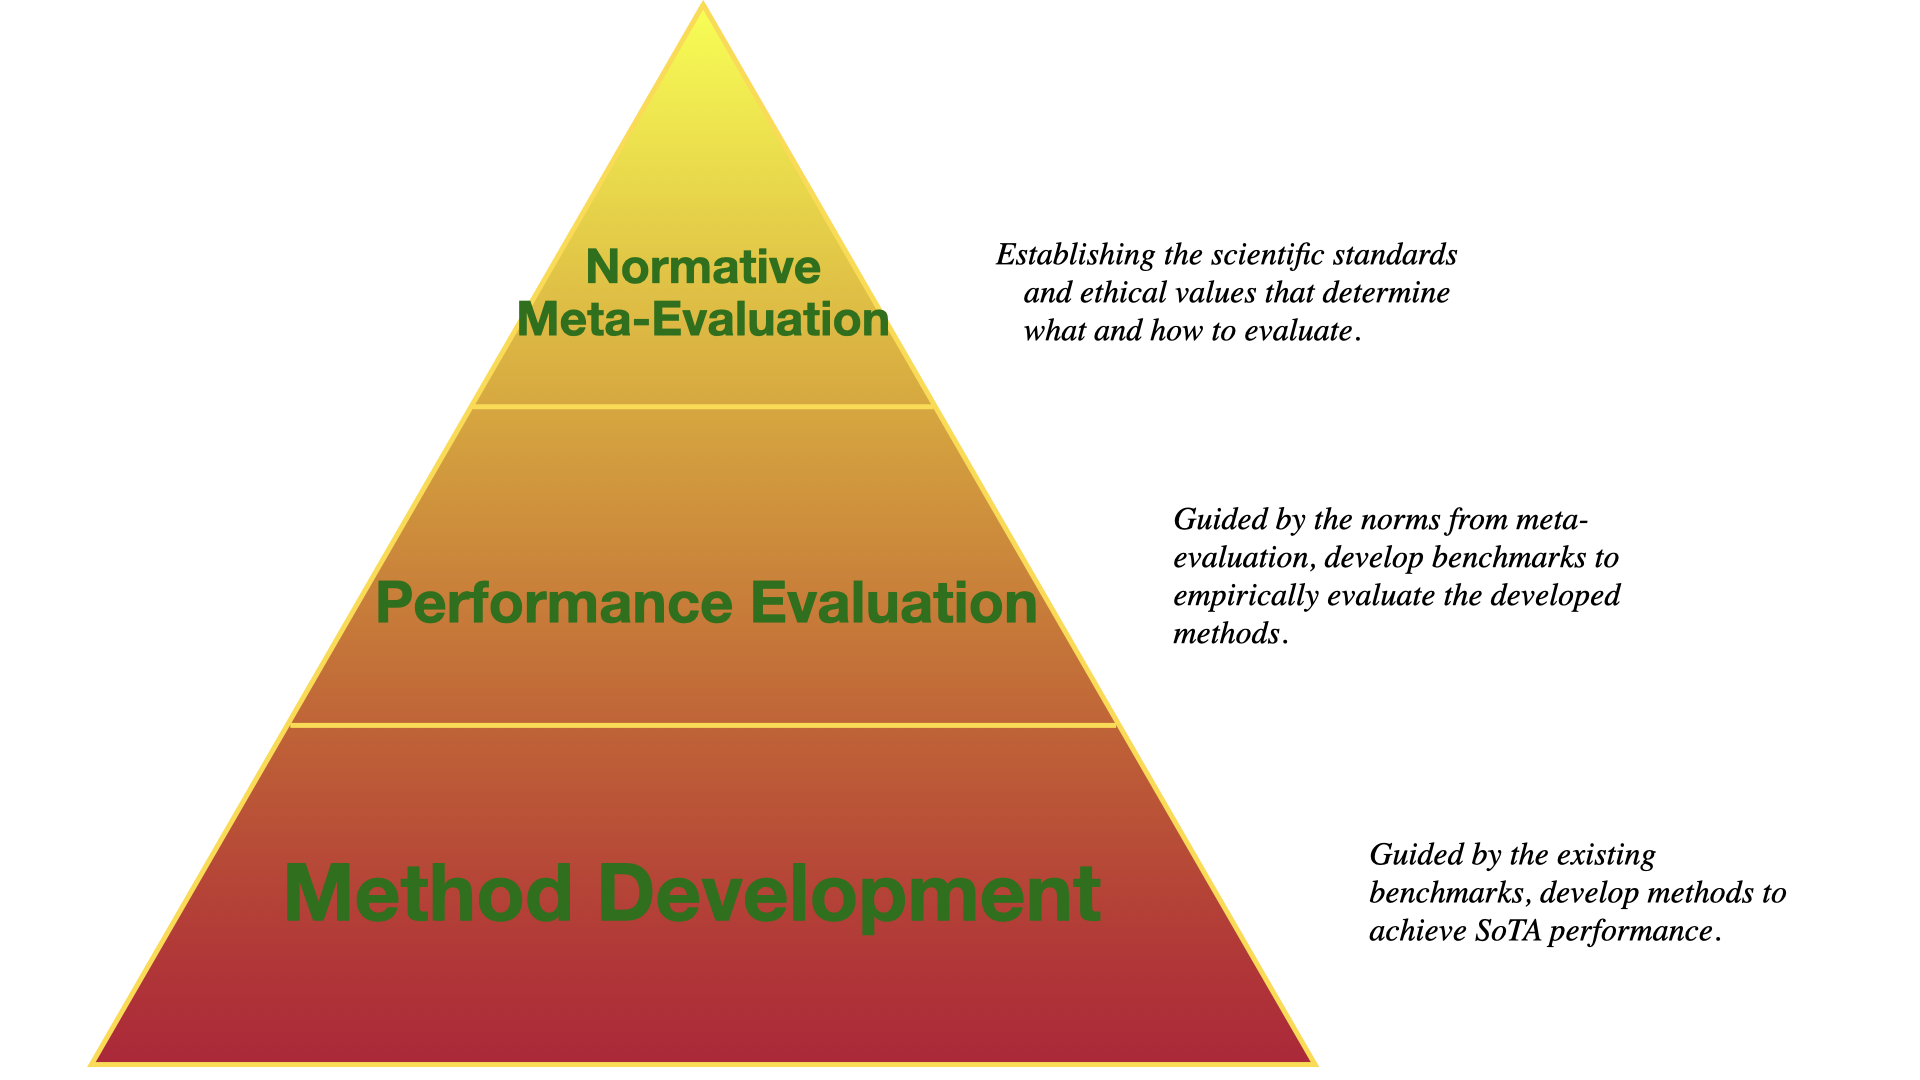 Normative
Meta-Evaluation
Establishing the scientific standards
and ethical values that determine
what and how to evaluate.
Performance Evaluation
Guided by the norms from meta-
evaluation, develop benchmarks to
empirically evaluate the developed
methods.
Method Development
Guided by the existing
benchmarks, develop methods to
achieve SoTA performance.